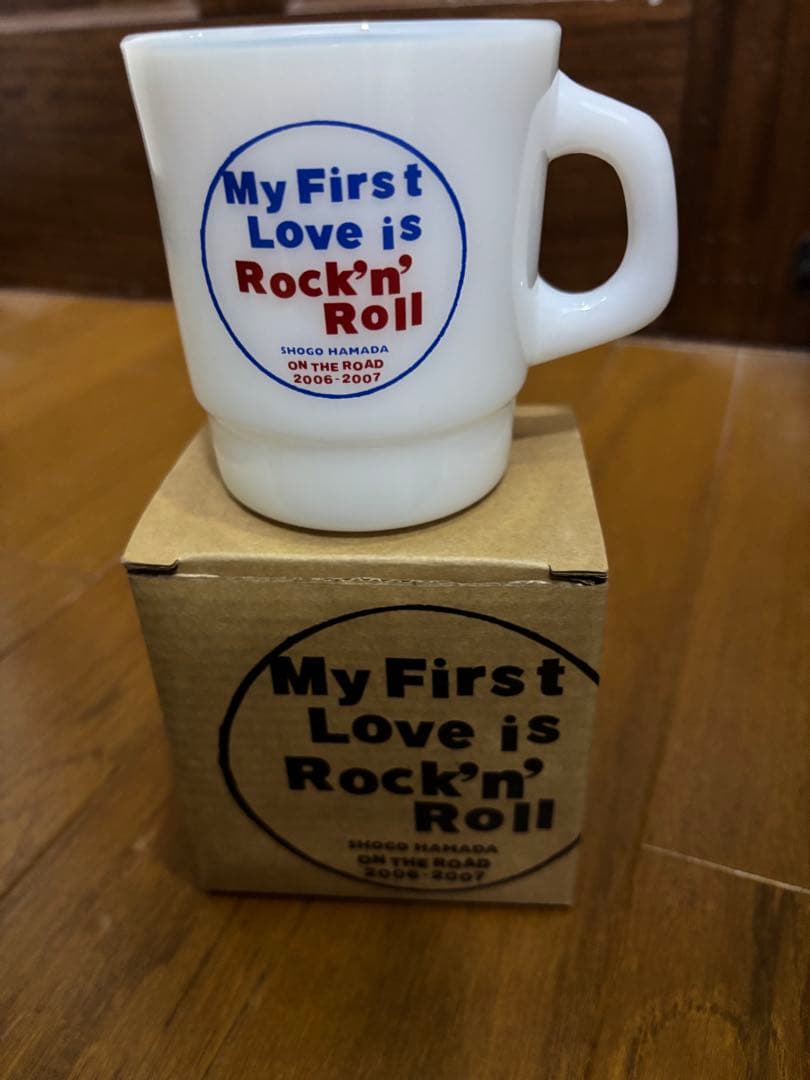 My First
Love is
Rock'n'
Roll
SHOGO HAMADA
ON THE ROAD
2006-2007
My First
Love is
Rock'n'
Roll
SHOGO HAMADA
ON THE ROAD
2006-2007